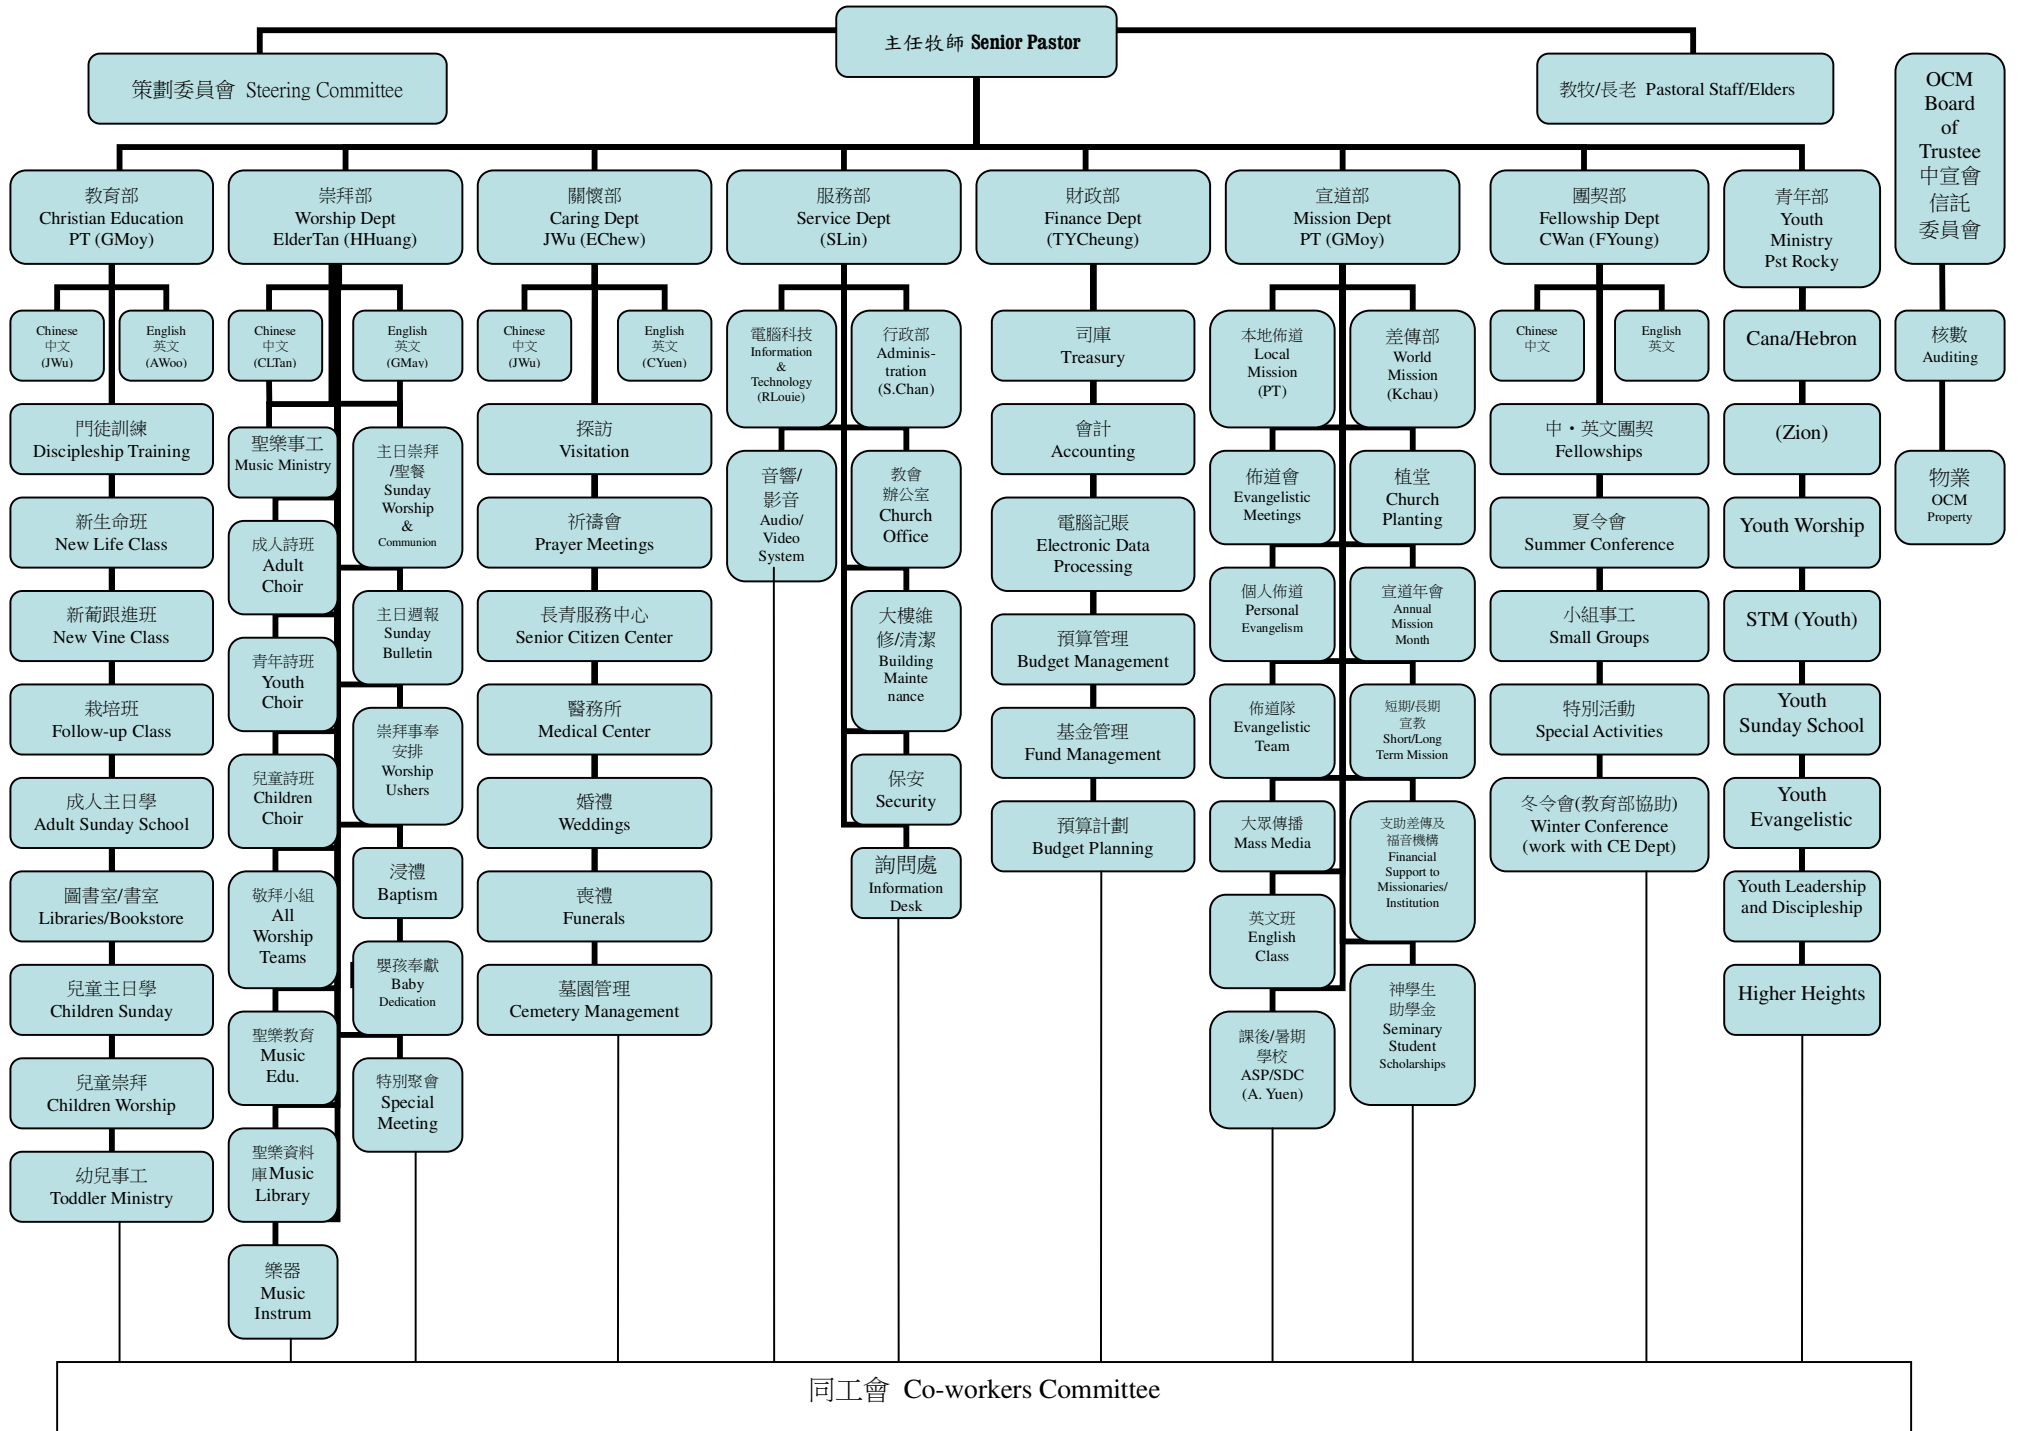 主任牧師 Senior Pastor
策劃委員會 Steering Committee
教牧/長老 Pastoral Staff/Elders
OCM
Board
of
Trustee
中宣會
信託
委員會
核數
Auditing
物業
OCM
Property
教育部
Christian Education
PT (GMoy)
Chinese
中文
(JWu)
English
英文
(AWoo)
門徒訓練
Discipleship Training
新生命班
New Life Class
新葡跟進班
New Vine Class
栽培班
Follow-up Class
成人主日學
Adult Sunday School
圖書室/書室
Libraries/Bookstore
兒童主日學
Children Sunday
兒童崇拜
Children Worship
幼兒事工
Toddler Ministry
崇拜部
Worship Dept
ElderTan (HHuang)
Chinese
中文
(CLTan)
English
英文
(GMay)
聖樂事工
Music Ministry
成人詩班
Adult
Choir
青年詩班
Youth
Choir
兒童詩班
Children
Choir
敬拜小組
All
Worship
Teams
聖樂教育
Music
Edu.
聖樂資料
庫Music
Library
樂器
Music
Instrum
主日崇拜
/聖餐
Sunday
Worship
&
Communion
主日週報
Sunday
Bulletin
崇拜事奉
安排
Worship
Ushers
浸禮
Baptism
嬰孩奉獻
Baby
Dedication
特別聚會
Special
Meeting
關懷部
Caring Dept
JWu (EChew)
Chinese
中文
(JWu)
English
英文
(CYuen)
探訪
Visitation
祈禱會
Prayer Meetings
長青服務中心
Senior Citizen Center
醫務所
Medical Center
婚禮
Weddings
喪禮
Funerals
墓園管理
Cemetery Management
服務部
Service Dept
(SLin)
電腦科技
Information
&
Technology
(RLouie)
音響/
影音
Audio/
Video
System
行政部
Adminis-
tration
(S.Chan)
教會
辦公室
Church
Office
大樓維
修/清潔
Building
Mainte
nance
保安
Security
詢問處
Information
Desk
財政部
Finance Dept
(TYCheung)
司庫
Treasury
會計
Accounting
電腦記賬
Electronic Data
Processing
預算管理
Budget Management
基金管理
Fund Management
預算計劃
Budget Planning
宣道部
Mission Dept
PT (GMoy)
本地佈道
Local
Mission
(PT)
佈道會
Evangelistic
Meetings
個人佈道
Personal
Evangelism
佈道隊
Evangelistic
Team
大眾傳播
Mass Media
英文班
English
Class
課後/暑期
學校
ASP/SDC
(A. Yuen)
差傳部
World
Mission
(Kchau)
植堂
Church
Planting
宣道年會
Annual
Mission
Month
短期/長期
宣教
Short/Long
Term Mission
支助差傳及
福音機構
Financial
Support to
Missionaries/
Institution
神學生
助學金
Seminary
Student
Scholarships
團契部
Fellowship Dept
CWan (FYoung)
Chinese
中文
English
英文
中・英文團契
Fellowships
夏令會
Summer Conference
小組事工
Small Groups
特別活動
Special Activities
冬令會(教育部協助)
Winter Conference
(work with CE Dept)
青年部
Youth
Ministry
Pst Rocky
Cana/Hebron
(Zion)
Youth Worship
STM (Youth)
Youth
Sunday School
Youth
Evangelistic
Youth Leadership
and Discipleship
Higher Heights
同工會 Co-workers Committee